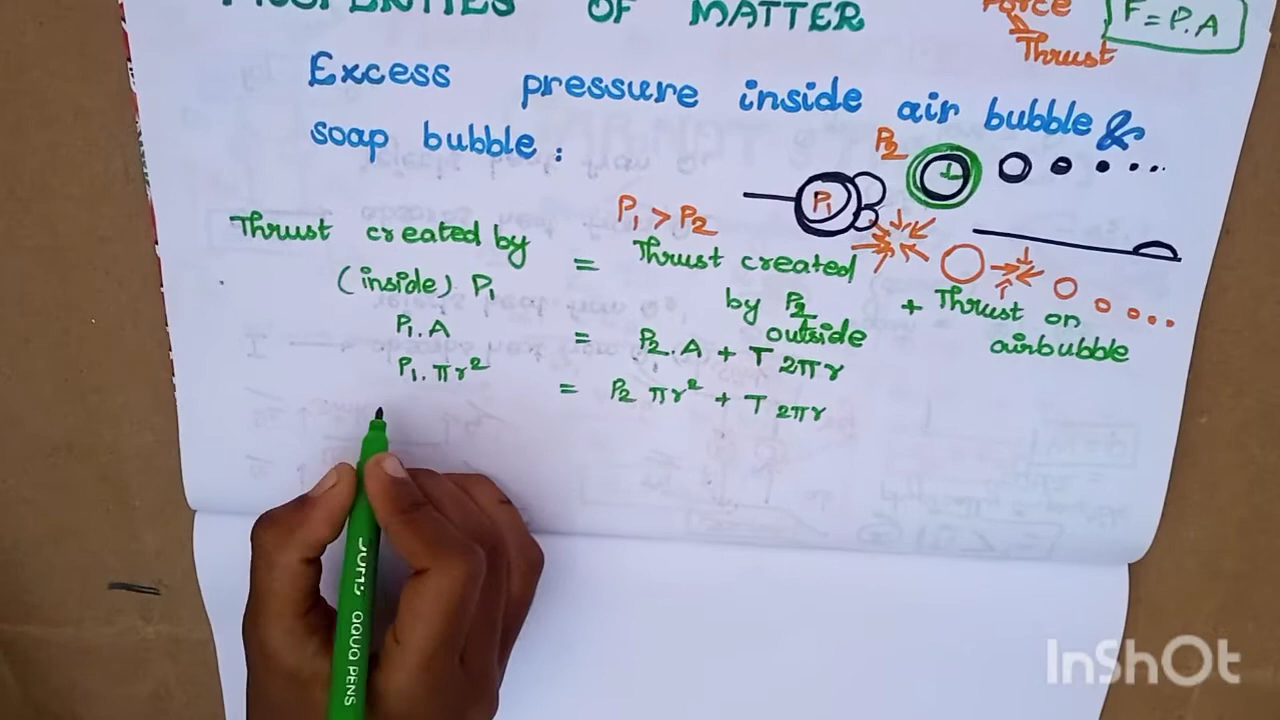 PROPERTIES OF MATTER
Force
Thrust
F = P.A
Excess pressure inside air bubble &
soap bubble :
P₂
P₁
P₁ > P₂
Thrust created by
(inside) P₁
=
Thrust created
by P₂
outside
+ Thrust on
airbubble
P₁.A = P₂.A + T 2πr
P₁.πr² = P₂ πr² + T 2πr
AQUA PENS
InShOt